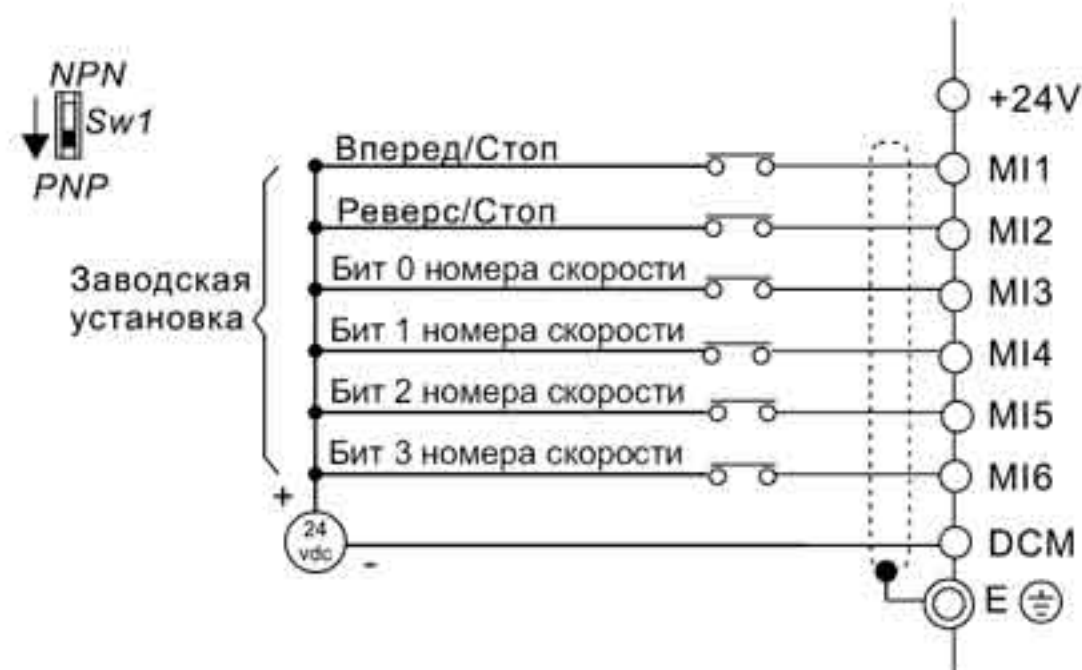 NPN
Sw1
PNP
+24V
Вперед/Стоп
MI1
Реверс/Стоп
MI2
Заводская
установка
Бит 0 номера скорости
MI3
Бит 1 номера скорости
MI4
Бит 2 номера скорости
MI5
Бит 3 номера скорости
MI6
+
24
vdc
-
DCM
E